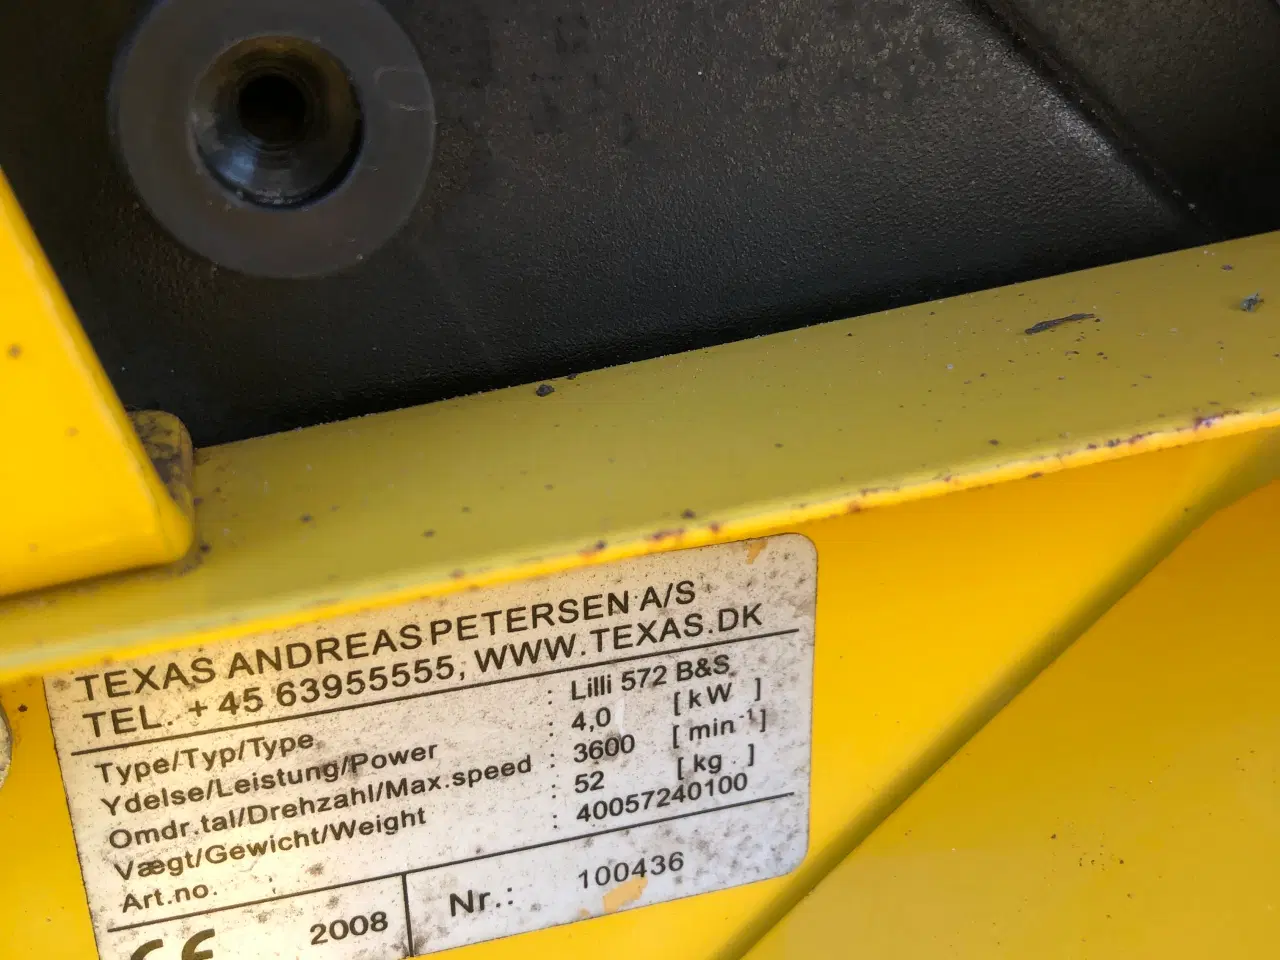 TEXAS ANDREAS PETERSEN A/S
TEL. + 45 63955555, WWW.TEXAS.DK
Type/Typ/Type : Lilli 572 B&S
Ydelse/Leistung/Power : 4,0 [ kW ]
Omdr.tal/Drehzahl/Max.speed : 3600 [ min⁻¹]
Vægt/Gewicht/Weight : 52 [ kg ]
Art.no. : 40057240100
CE 2008 Nr.: 100436